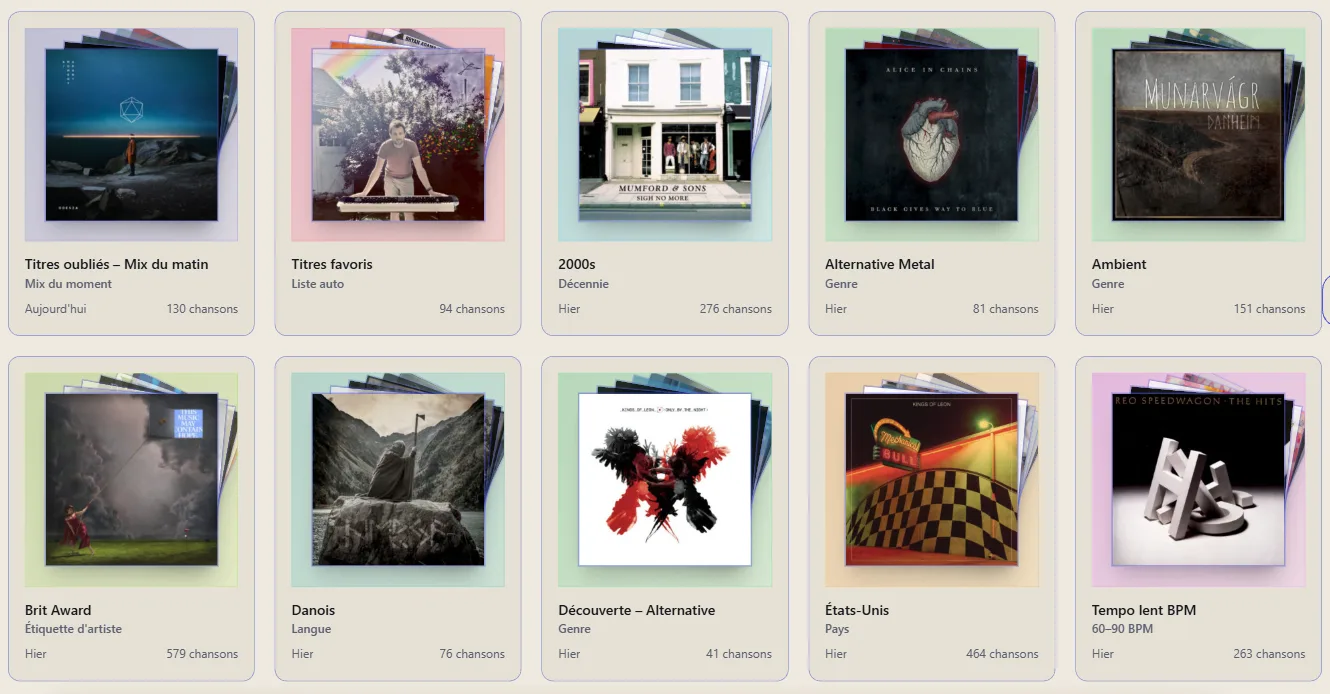 BRYAN ADAMS
ODESZA
MUMFORD & SONS
SIGH NO MORE
ALICE IN CHAINS
BLACK GIVES WAY TO BLUE
MUNARVÁGR
DANHEIM
Titres oubliés – Mix du matin
Mix du moment
Aujourd'hui
130 chansons
Titres favoris
Liste auto
94 chansons
2000s
Décennie
Hier
276 chansons
Alternative Metal
Genre
Hier
81 chansons
Ambient
Genre
Hier
151 chansons
THIS
MUSIC
MAY
CONTAIN
HOPE.
KINGS OF LEON
ONLY BY THE NIGHT
KINGS OF LEON
Mechanical
BULL
REO SPEEDWAGON · THE HITS
Brit Award
Étiquette d'artiste
Hier
579 chansons
Danois
Langue
Hier
76 chansons
Découverte – Alternative
Genre
Hier
41 chansons
États-Unis
Pays
Hier
464 chansons
Tempo lent BPM
60–90 BPM
Hier
263 chansons